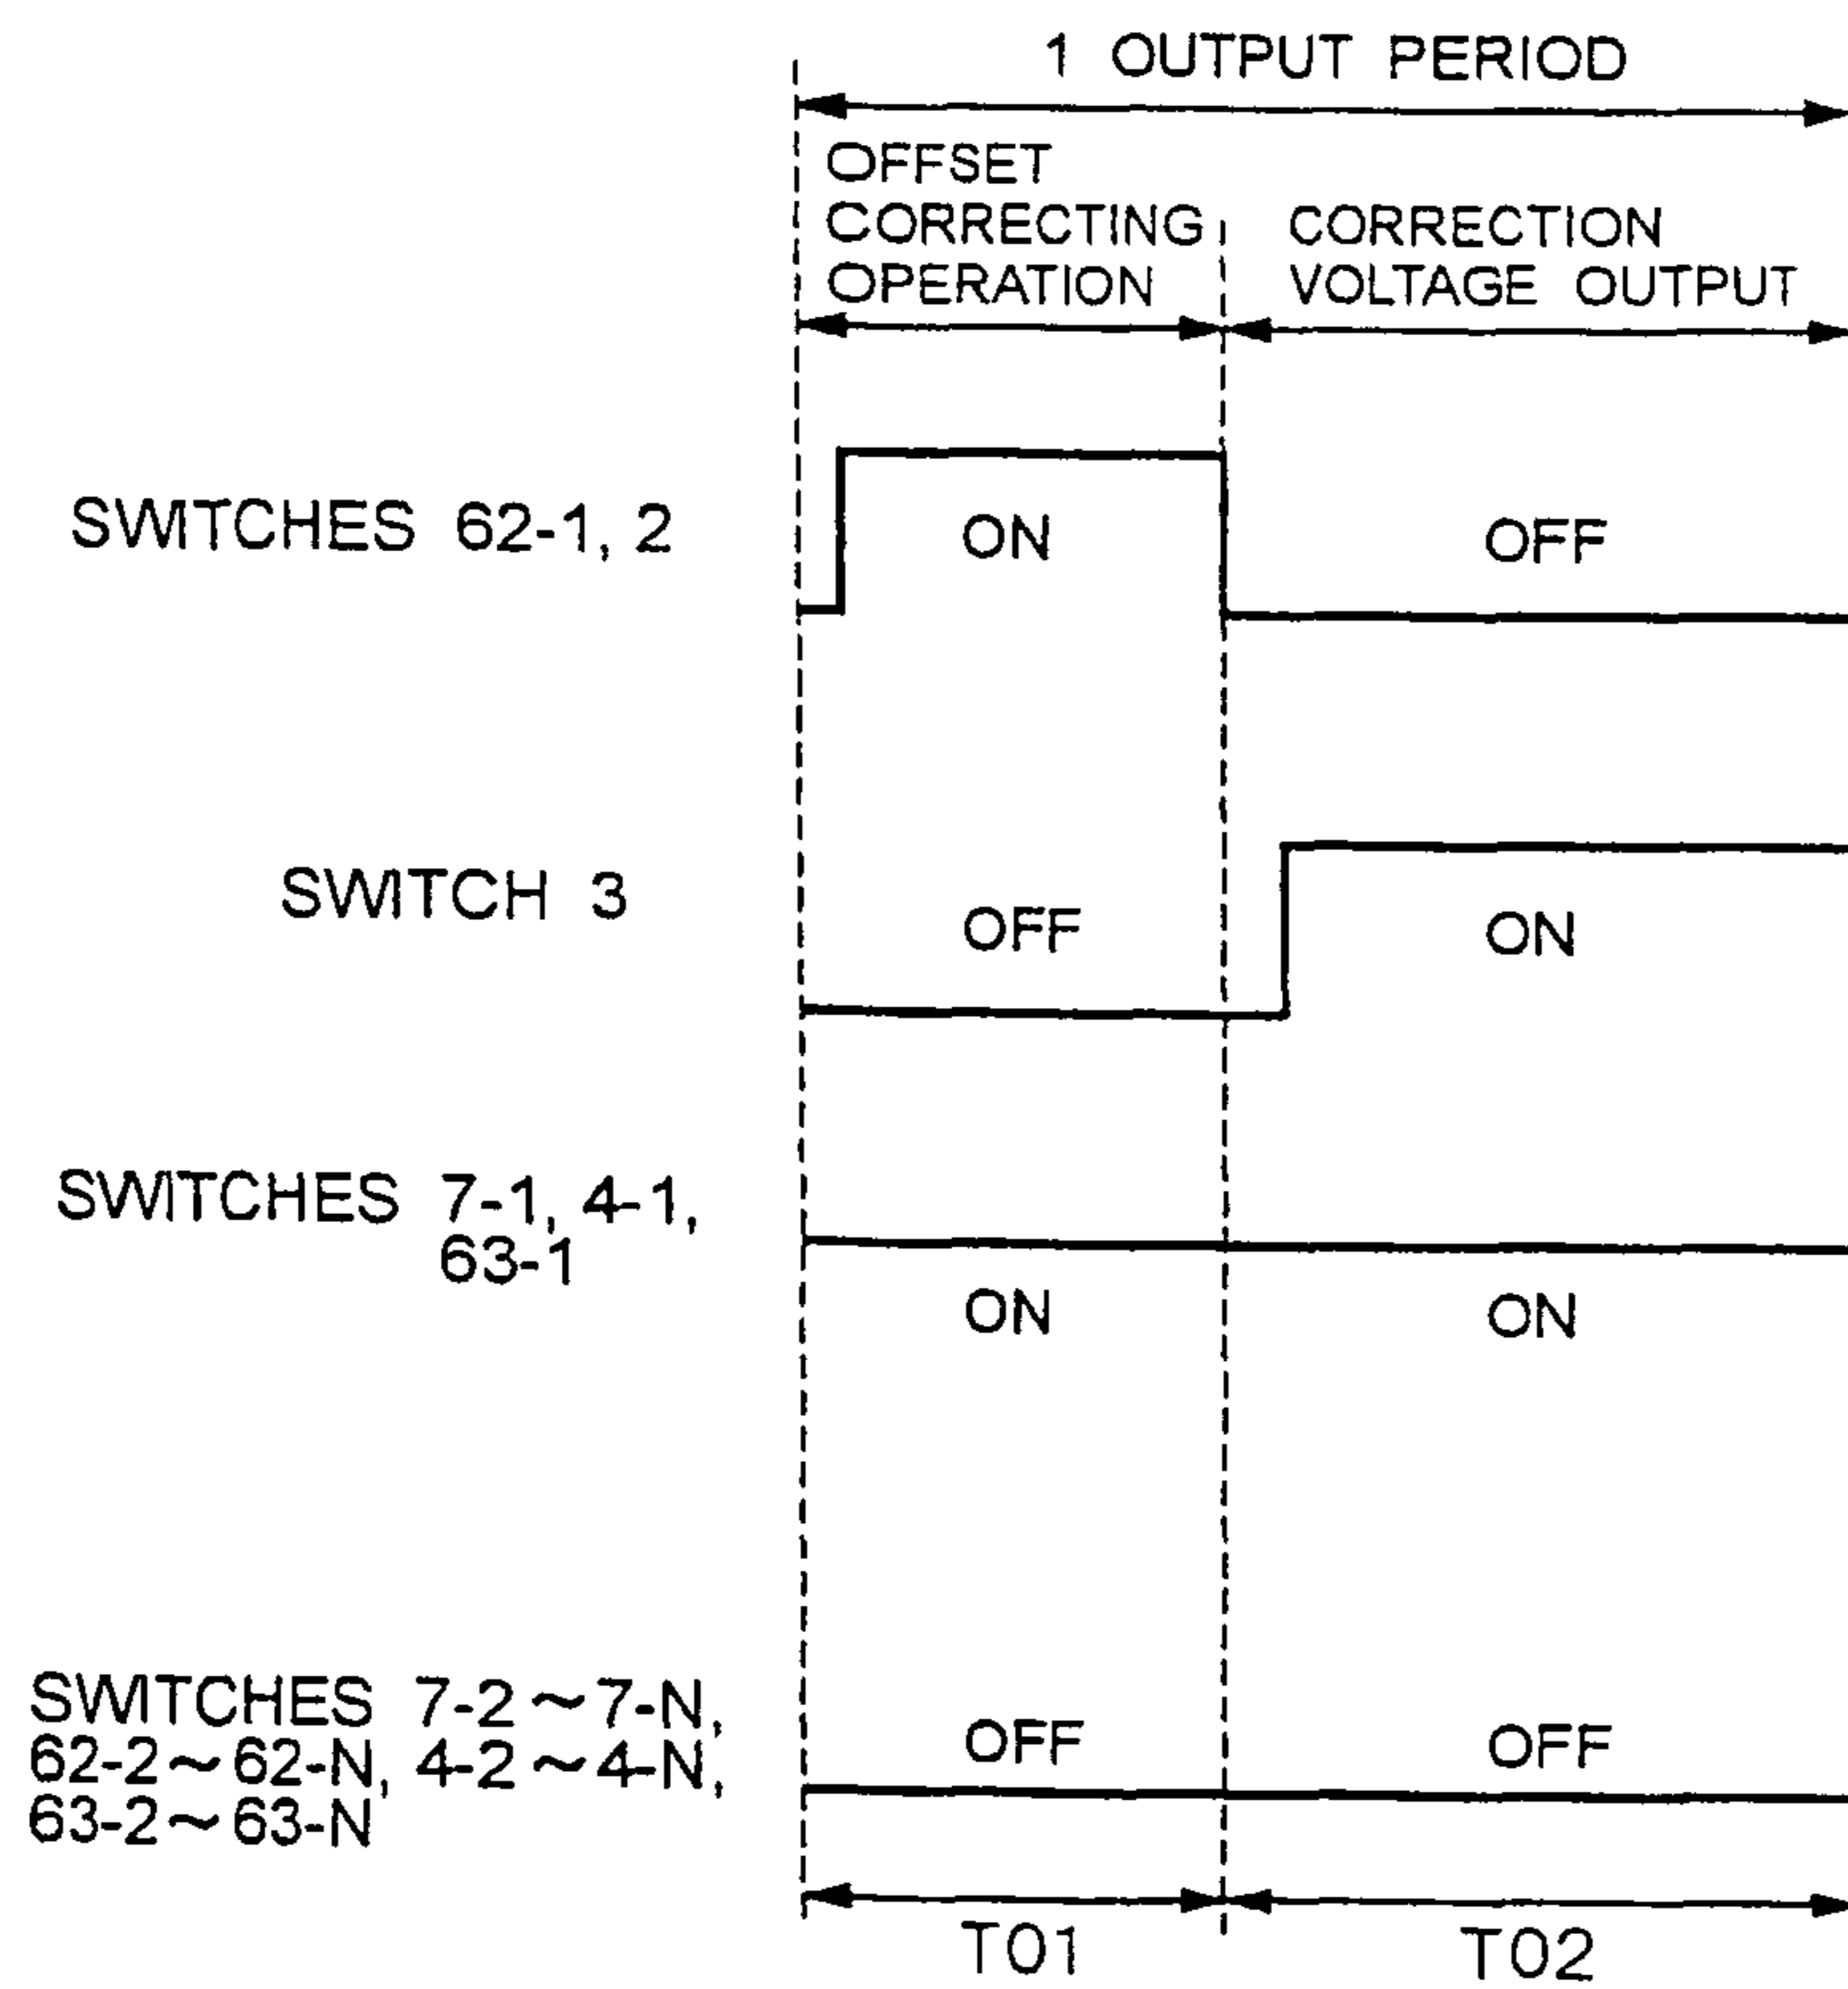 1 OUTPUT PERIOD
OFFSET
CORRECTING
OPERATION
CORRECTION
VOLTAGE OUTPUT
SWITCHES 62-1, 2
ON
OFF
SWITCH 3
OFF
ON
SWITCHES 7-1, 4-1,
63-1
ON
ON
SWITCHES 7-2~7-N,
62-2~62-N, 4-2~4-N,
63-2~63-N
OFF
OFF
T01
T02